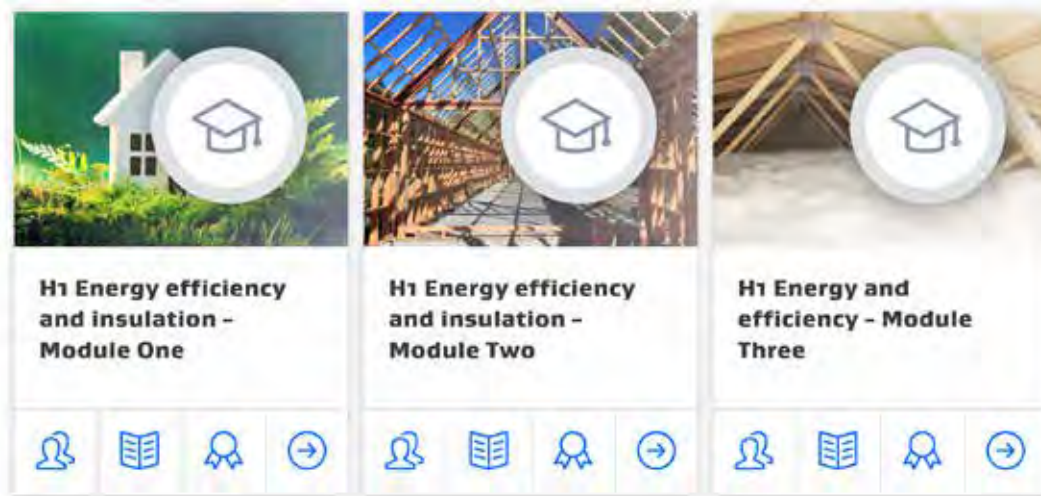 H1 Energy efficiency
and insulation –
Module One
H1 Energy efficiency
and insulation –
Module Two
H1 Energy and
efficiency – Module
Three